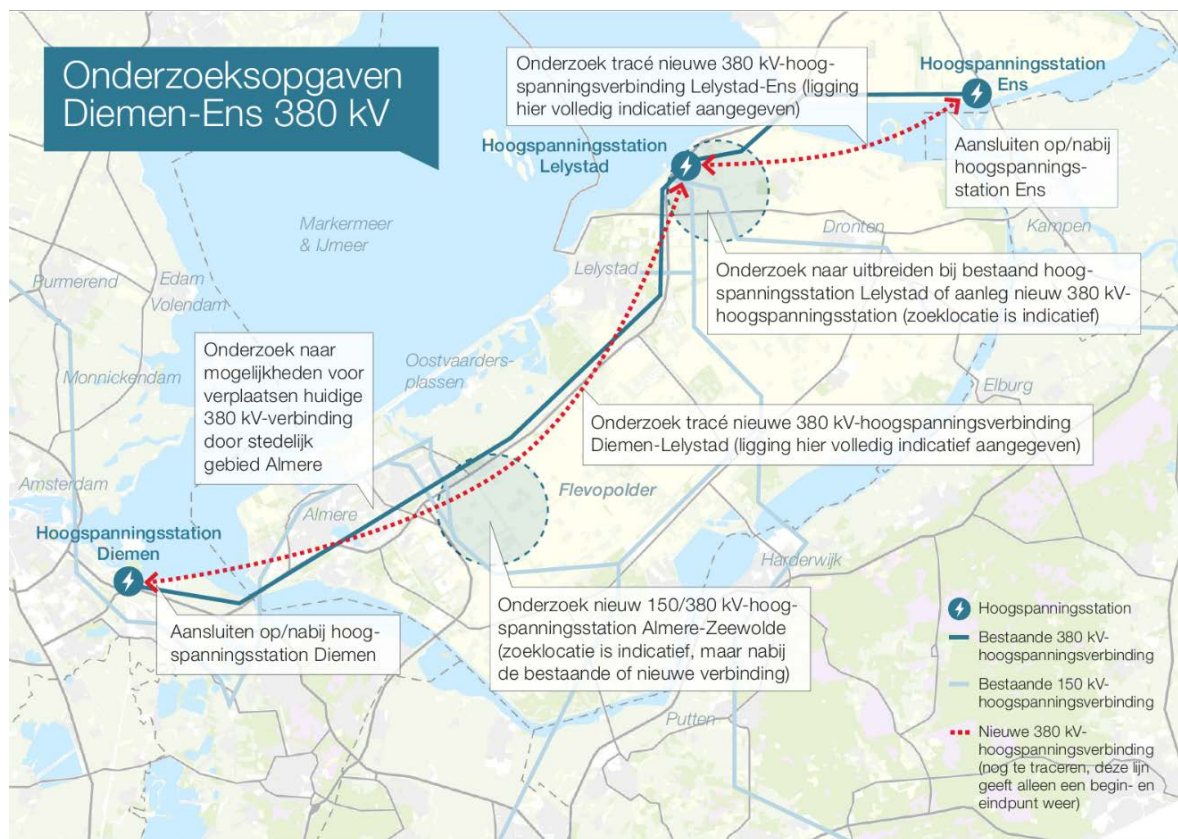 Onderzoeksopgaven
Diemen-Ens 380 kV
Onderzoek tracé nieuwe 380 kV-hoog-
spanningsverbinding Lelystad-Ens (ligging
hier volledig indicatief aangegeven)
Hoogspanningsstation
Ens
Hoogspanningsstation
Lelystad
Aansluiten op/nabij
hoogspannings-
station Ens
Markermeer
& IJmeer
Dronten
Kampen
Lelystad
Purmerend
Edam
Volendam
Onderzoek naar uitbreiden bij bestaand hoog-
spanningsstation Lelystad of aanleg nieuw 380 kV-
hoogspanningsstation (zoeklocatie is indicatief)
Onderzoek naar
mogelijkheden voor
verplaatsen huidige
380 kV-verbinding
door stedelijk
gebied Almere
Oostvaarders-
plassen
Monnickendam
Elburg
Onderzoek tracé nieuwe 380 kV-hoogspanningsverbinding
Diemen-Lelystad (ligging hier volledig indicatief aangegeven)
Amsterdam
Almere
Flevopolder
Hoogspanningsstation
Diemen
Harderwijk
Aansluiten op/nabij hoog-
spanningsstation Diemen
Onderzoek nieuw 150/380 kV-hoog-
spanningsstation Almere-Zeewolde
(zoeklocatie is indicatief, maar nabij
de bestaande of nieuwe verbinding)
Putten
Hoogspanningsstation
Bestaande 380 kV-
hoogspanningsverbinding
Bestaande 150 kV-
hoogspanningsverbinding
Nieuwe 380 kV-
hoogspanningsverbinding
(nog te traceren, deze lijn
geeft alleen een begin- en
eindpunt weer)